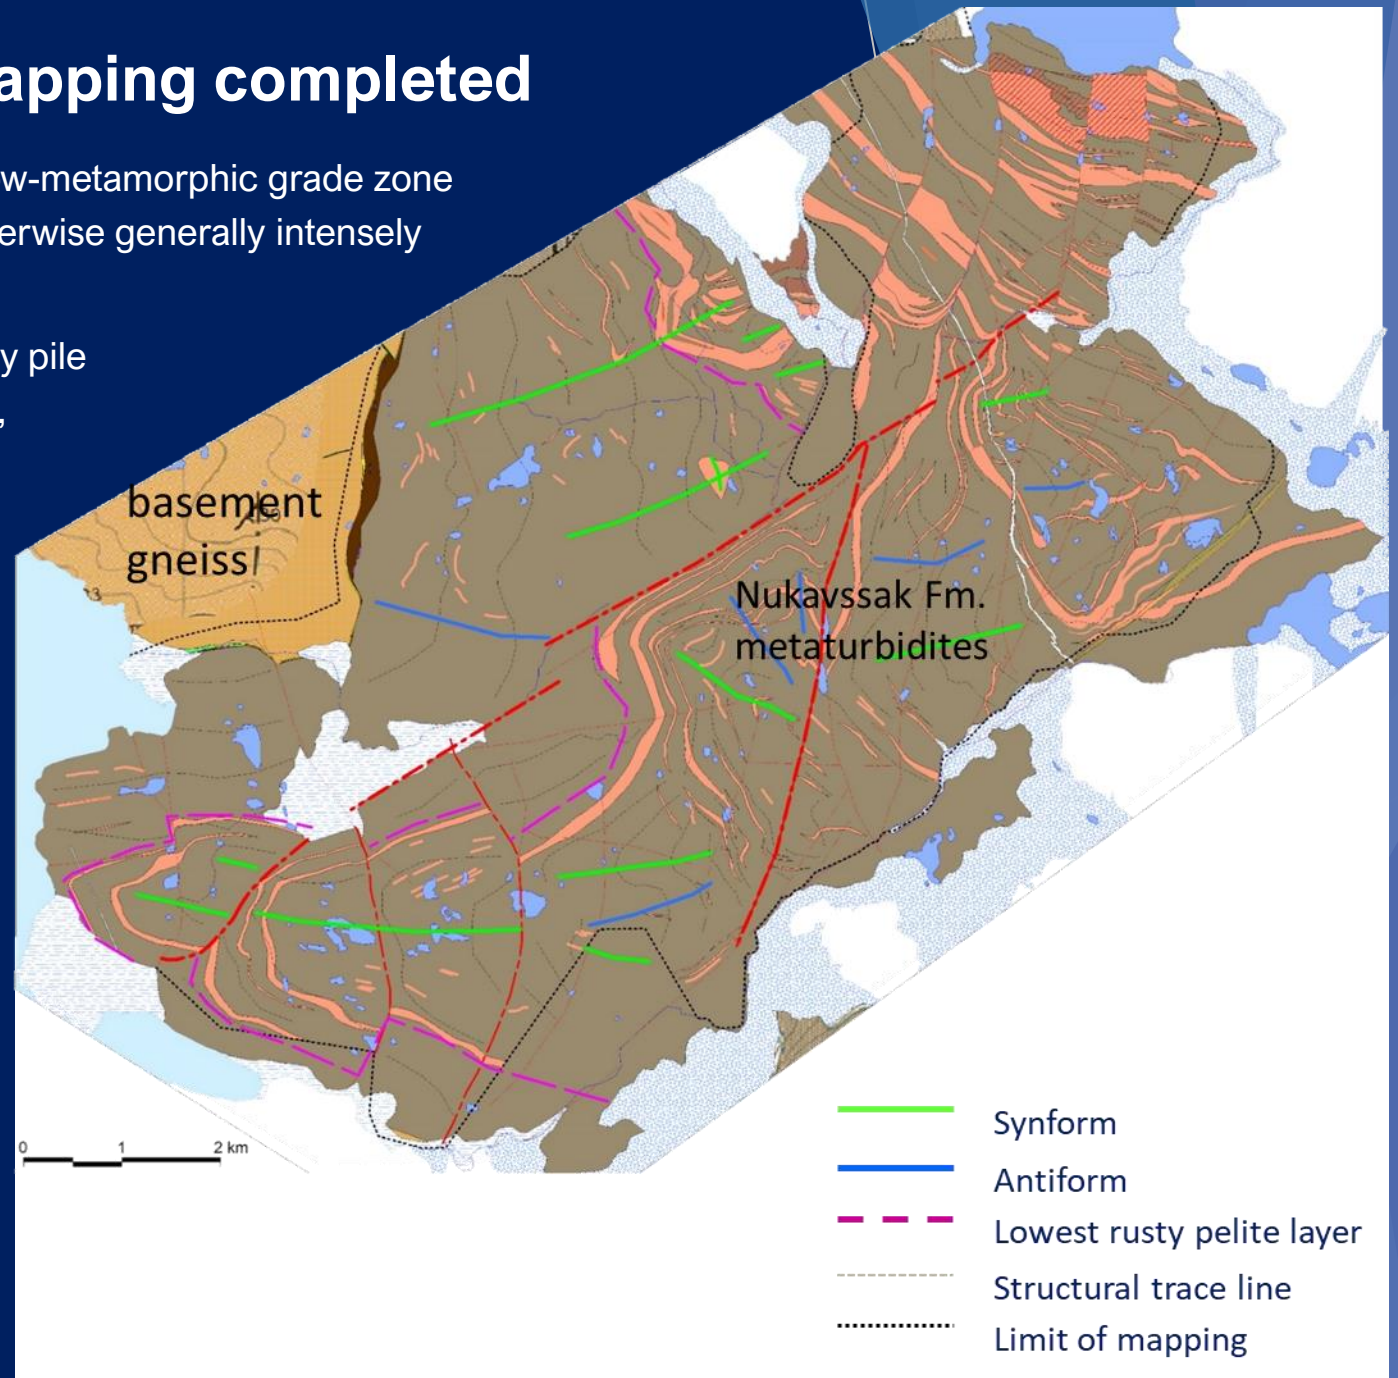 apping completed
w-metamorphic grade zone
erwise generally intensely
y pile
,
basement
gneiss
Nukavssak Fm.
metaturbidites
0 1 2 km
Synform
Antiform
Lowest rusty pelite layer
Structural trace line
Limit of mapping